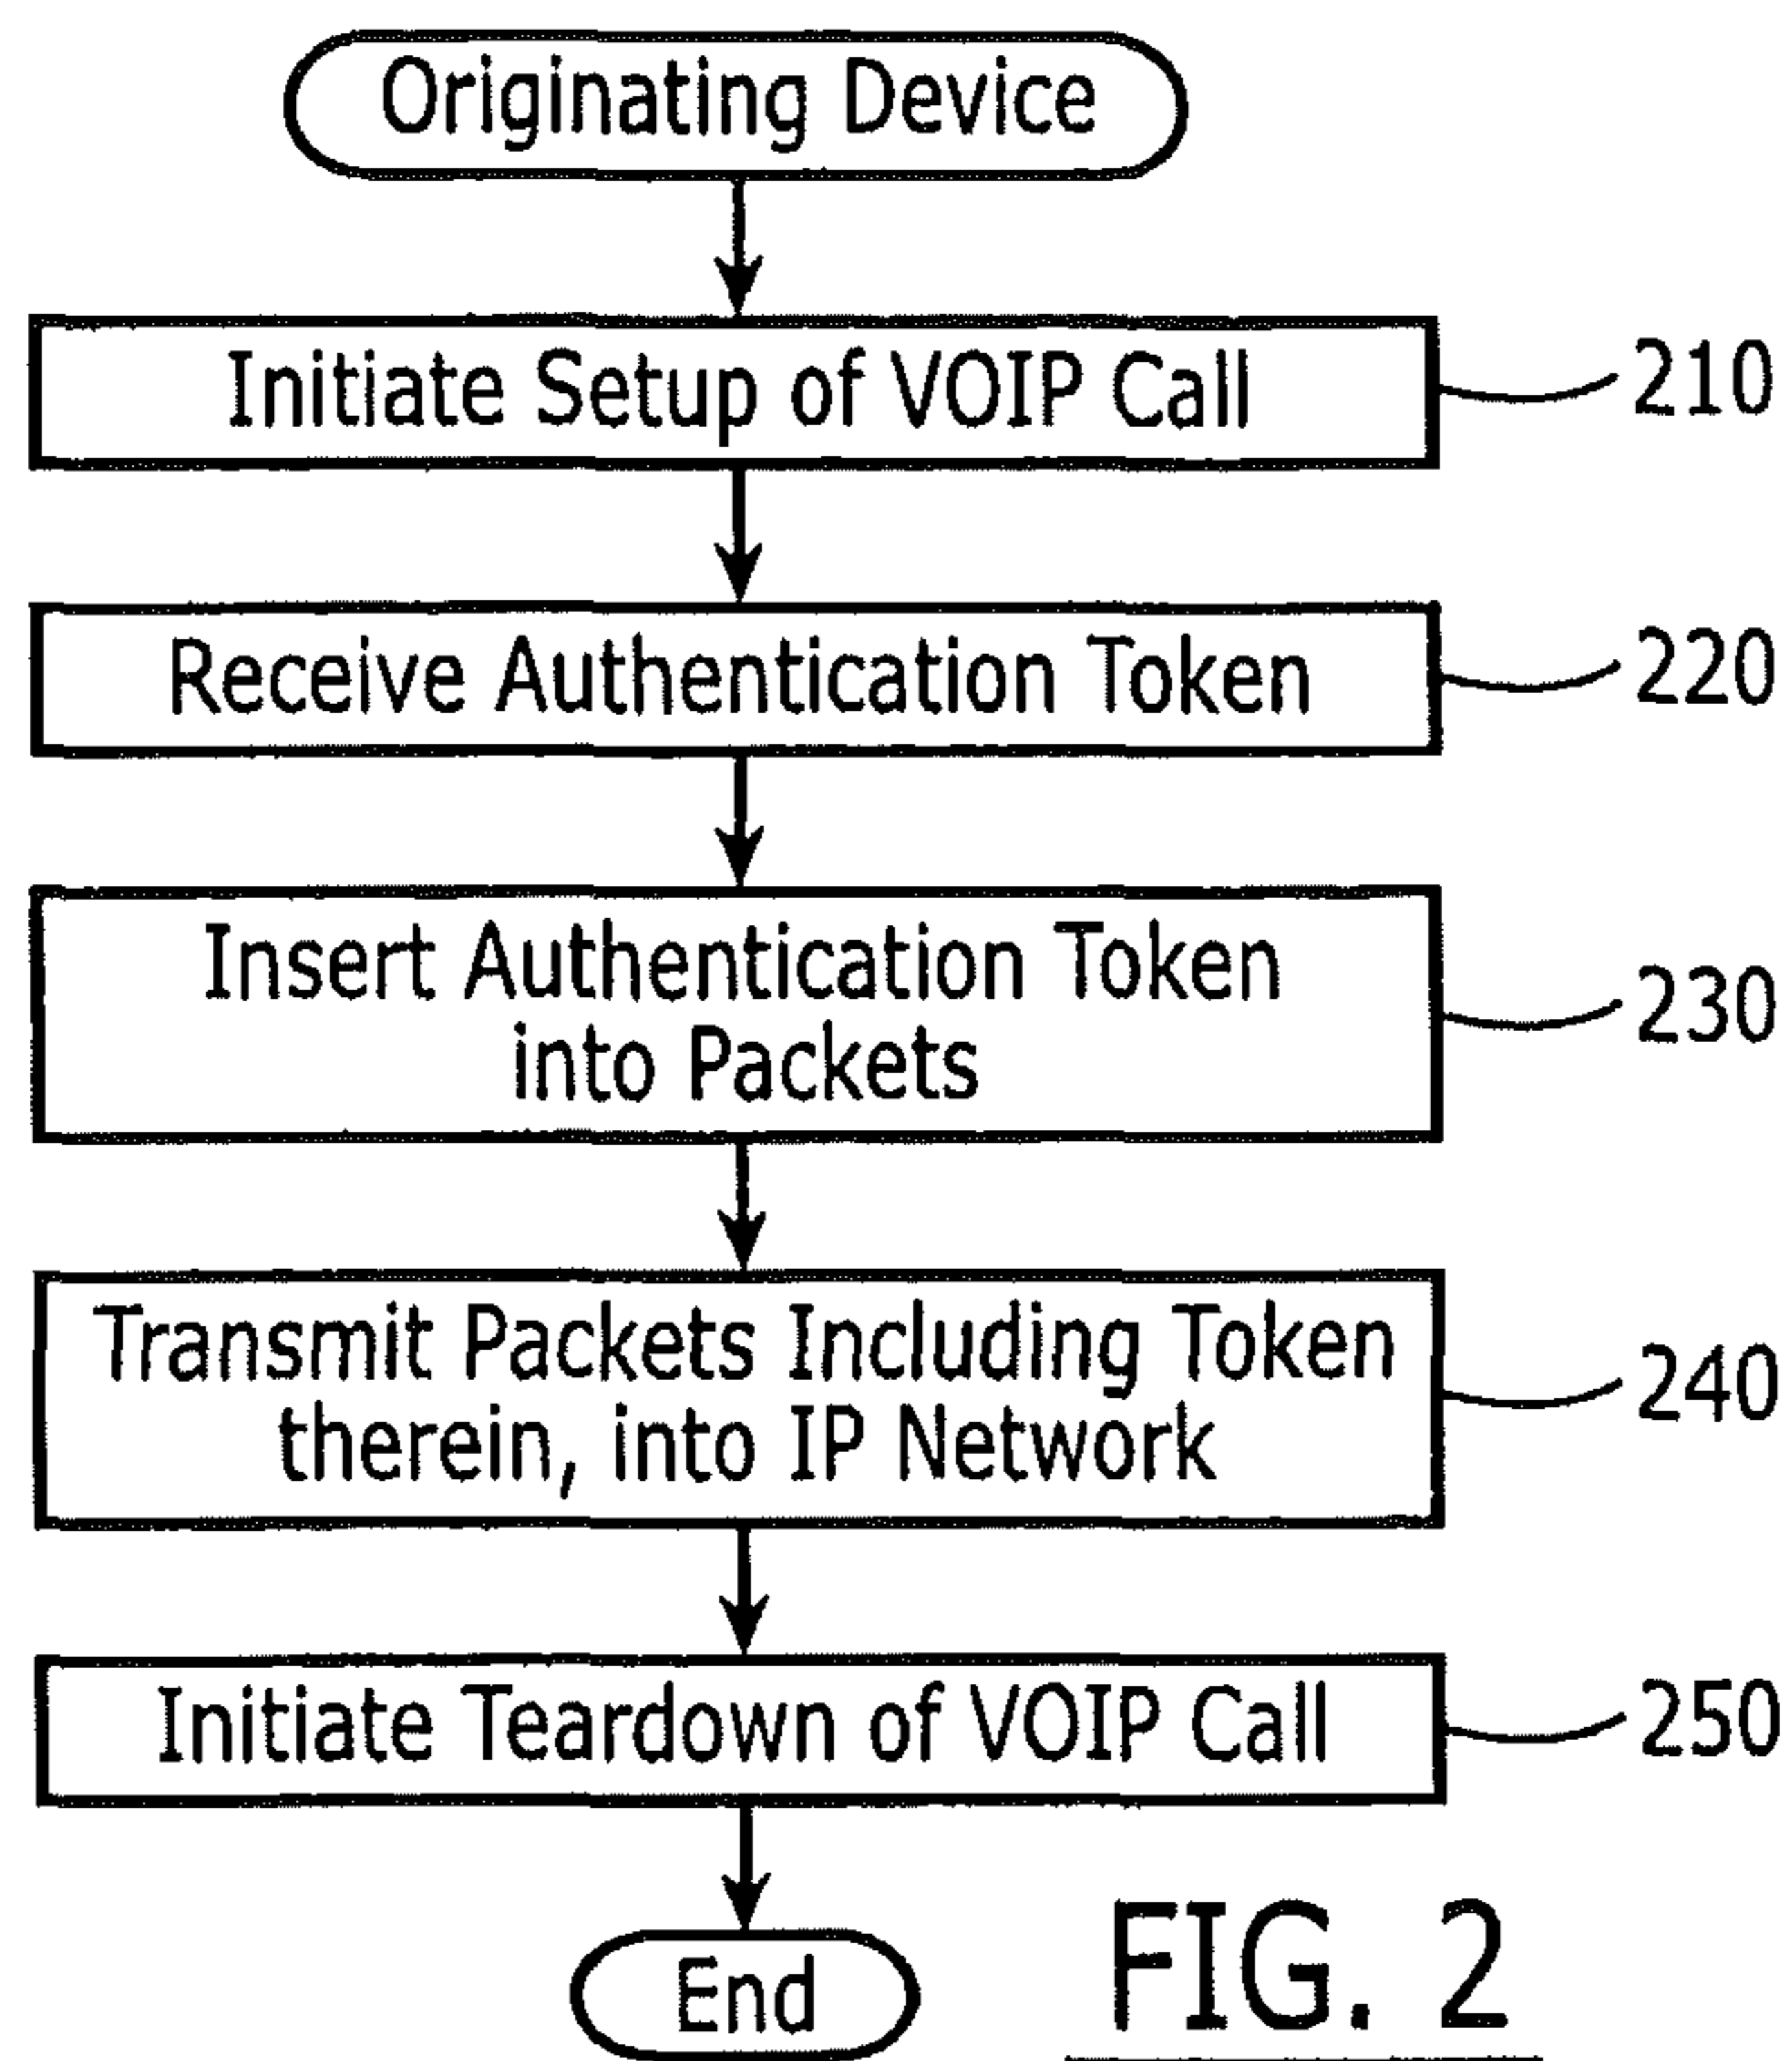 Originating Device
Initiate Setup of VOIP Call
210
Receive Authentication Token
220
Insert Authentication Token
into Packets
230
Transmit Packets Including Token
therein, into IP Network
240
Initiate Teardown of VOIP Call
250
End
FIG. 2